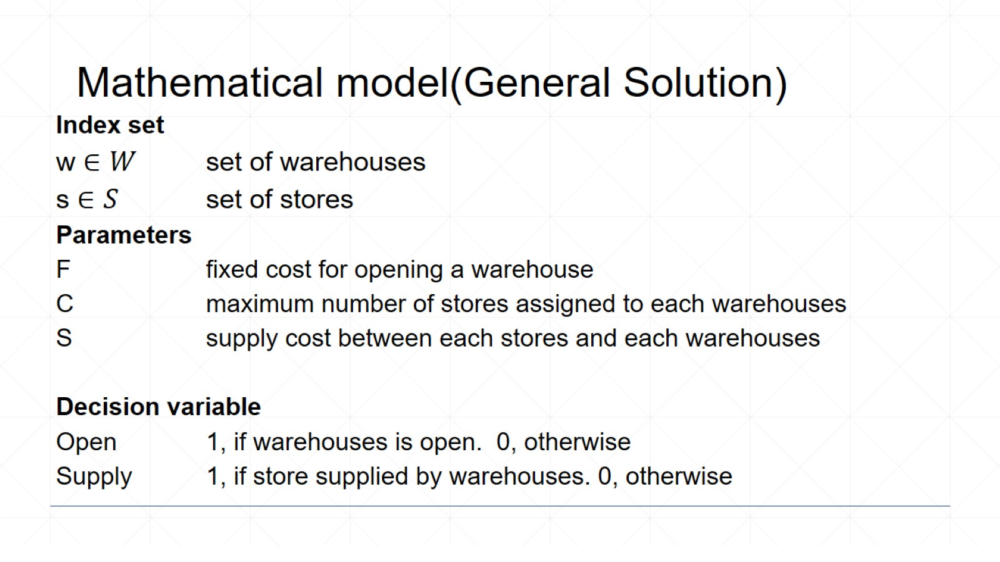 Mathematical model(General Solution)
Index set
w ∈ W set of warehouses
s ∈ S set of stores
Parameters
F fixed cost for opening a warehouse
C maximum number of stores assigned to each warehouses
S supply cost between each stores and each warehouses
Decision variable
Open 1, if warehouses is open. 0, otherwise
Supply 1, if store supplied by warehouses. 0, otherwise